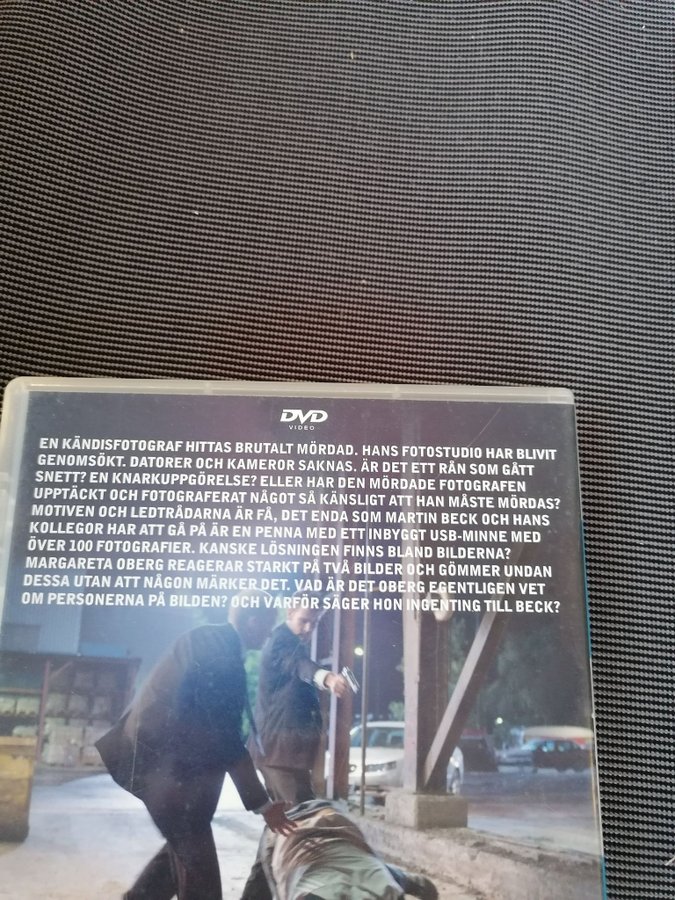 DVD
VIDEO
EN KÄNDISFOTOGRAF HITTAS BRUTALT MÖRDAD. HANS FOTOSTUDIO HAR BLIVIT
GENOMSÖKT. DATORER OCH KAMEROR SAKNAS. ÄR DET ETT RÅN SOM GÅTT
SNETT? EN KNARKUPPGÖRELSE? ELLER HAR DEN MÖRDADE FOTOGRAFEN
UPPTÄCKT OCH FOTOGRAFERAT NÅGOT SÅ KÄNSLIGT ATT HAN MÅSTE MÖRDAS?
MOTIVEN OCH LEDTRÅDARNA ÄR FÅ, DET ENDA SOM MARTIN BECK OCH HANS
KOLLEGOR HAR ATT GÅ PÅ ÄR EN PENNA MED ETT INBYGGT USB-MINNE MED
ÖVER 100 FOTOGRAFIER. KANSKE LÖSNINGEN FINNS BLAND BILDERNA?
MARGARETA OBERG REAGERAR STARKT PÅ TVÅ BILDER OCH GÖMMER UNDAN
DESSA UTAN ATT NÅGON MÄRKER DET. VAD ÄR DET OBERG EGENTLIGEN VET
OM PERSONERNA PÅ BILDEN? OCH VARFÖR SÄGER HON INGENTING TILL BECK?